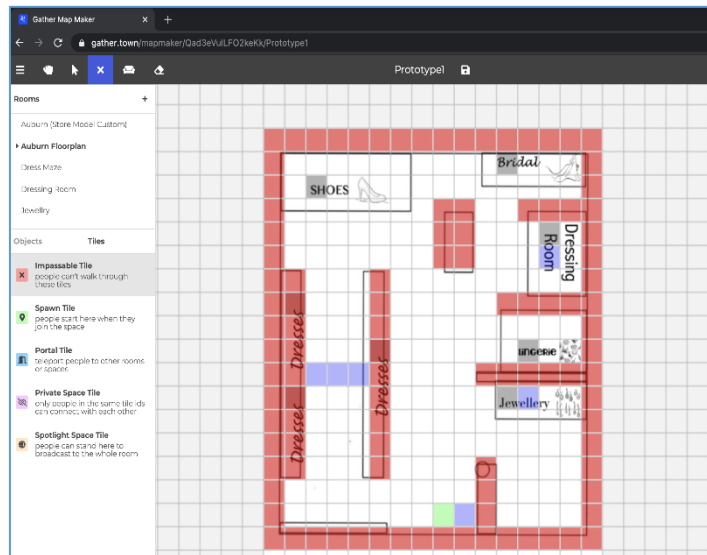 Gather Map Maker
gather.town/mapmaker/Qad3eVulLFO2keKk/Prototype1
Prototype1
Rooms
Auburn (Store Model Custom)
Auburn Floorplan
Dress Maze
Dressing Room
Jewellry
Objects Tiles
Impassable Tile
people can't walk through
these tiles
Spawn Tile
people start here when they
join the space
Portal Tile
teleport people to other rooms
or spaces
Private Space Tile
only people in the same tile ids
can connect with each other
Spotlight Space Tile
people can stand here to
broadcast to the whole room
SHOES
Bridal
Dressing
Room
Dresses
Dresses
Dresses
LINGERIE
Jewellery